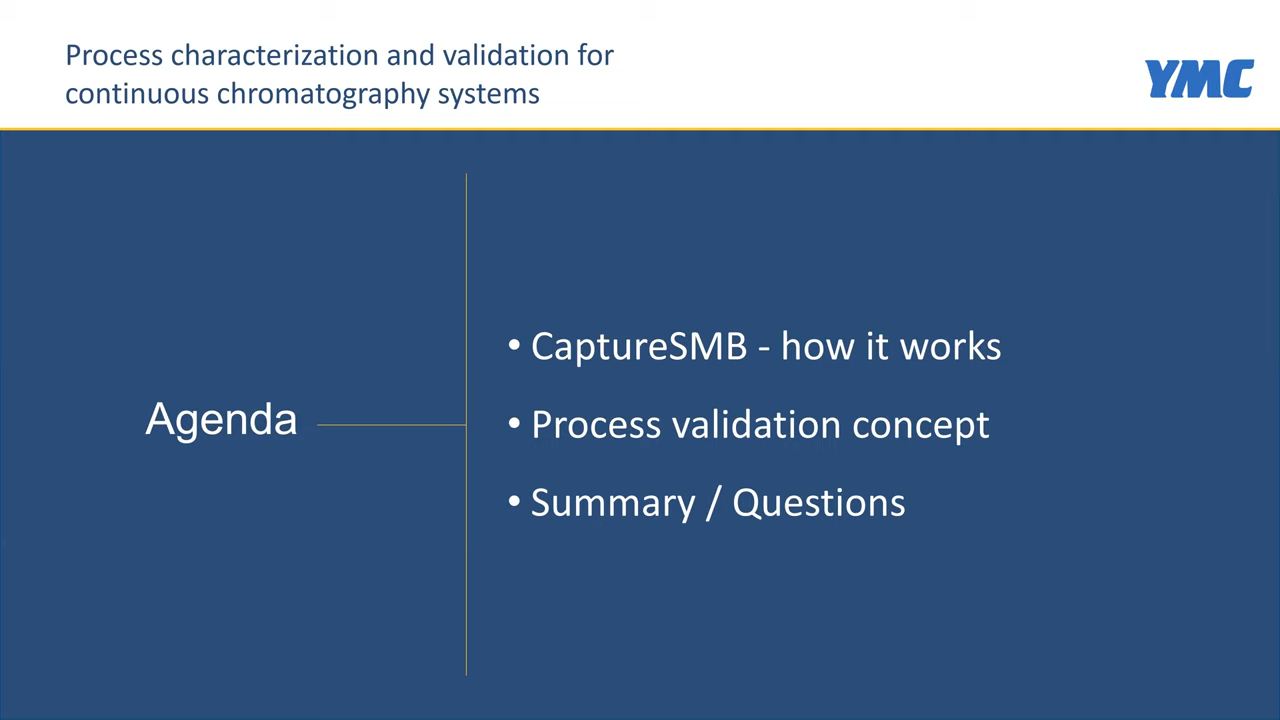 Process characterization and validation for
continuous chromatography systems
YMC
Agenda
• CaptureSMB - how it works
• Process validation concept
• Summary / Questions